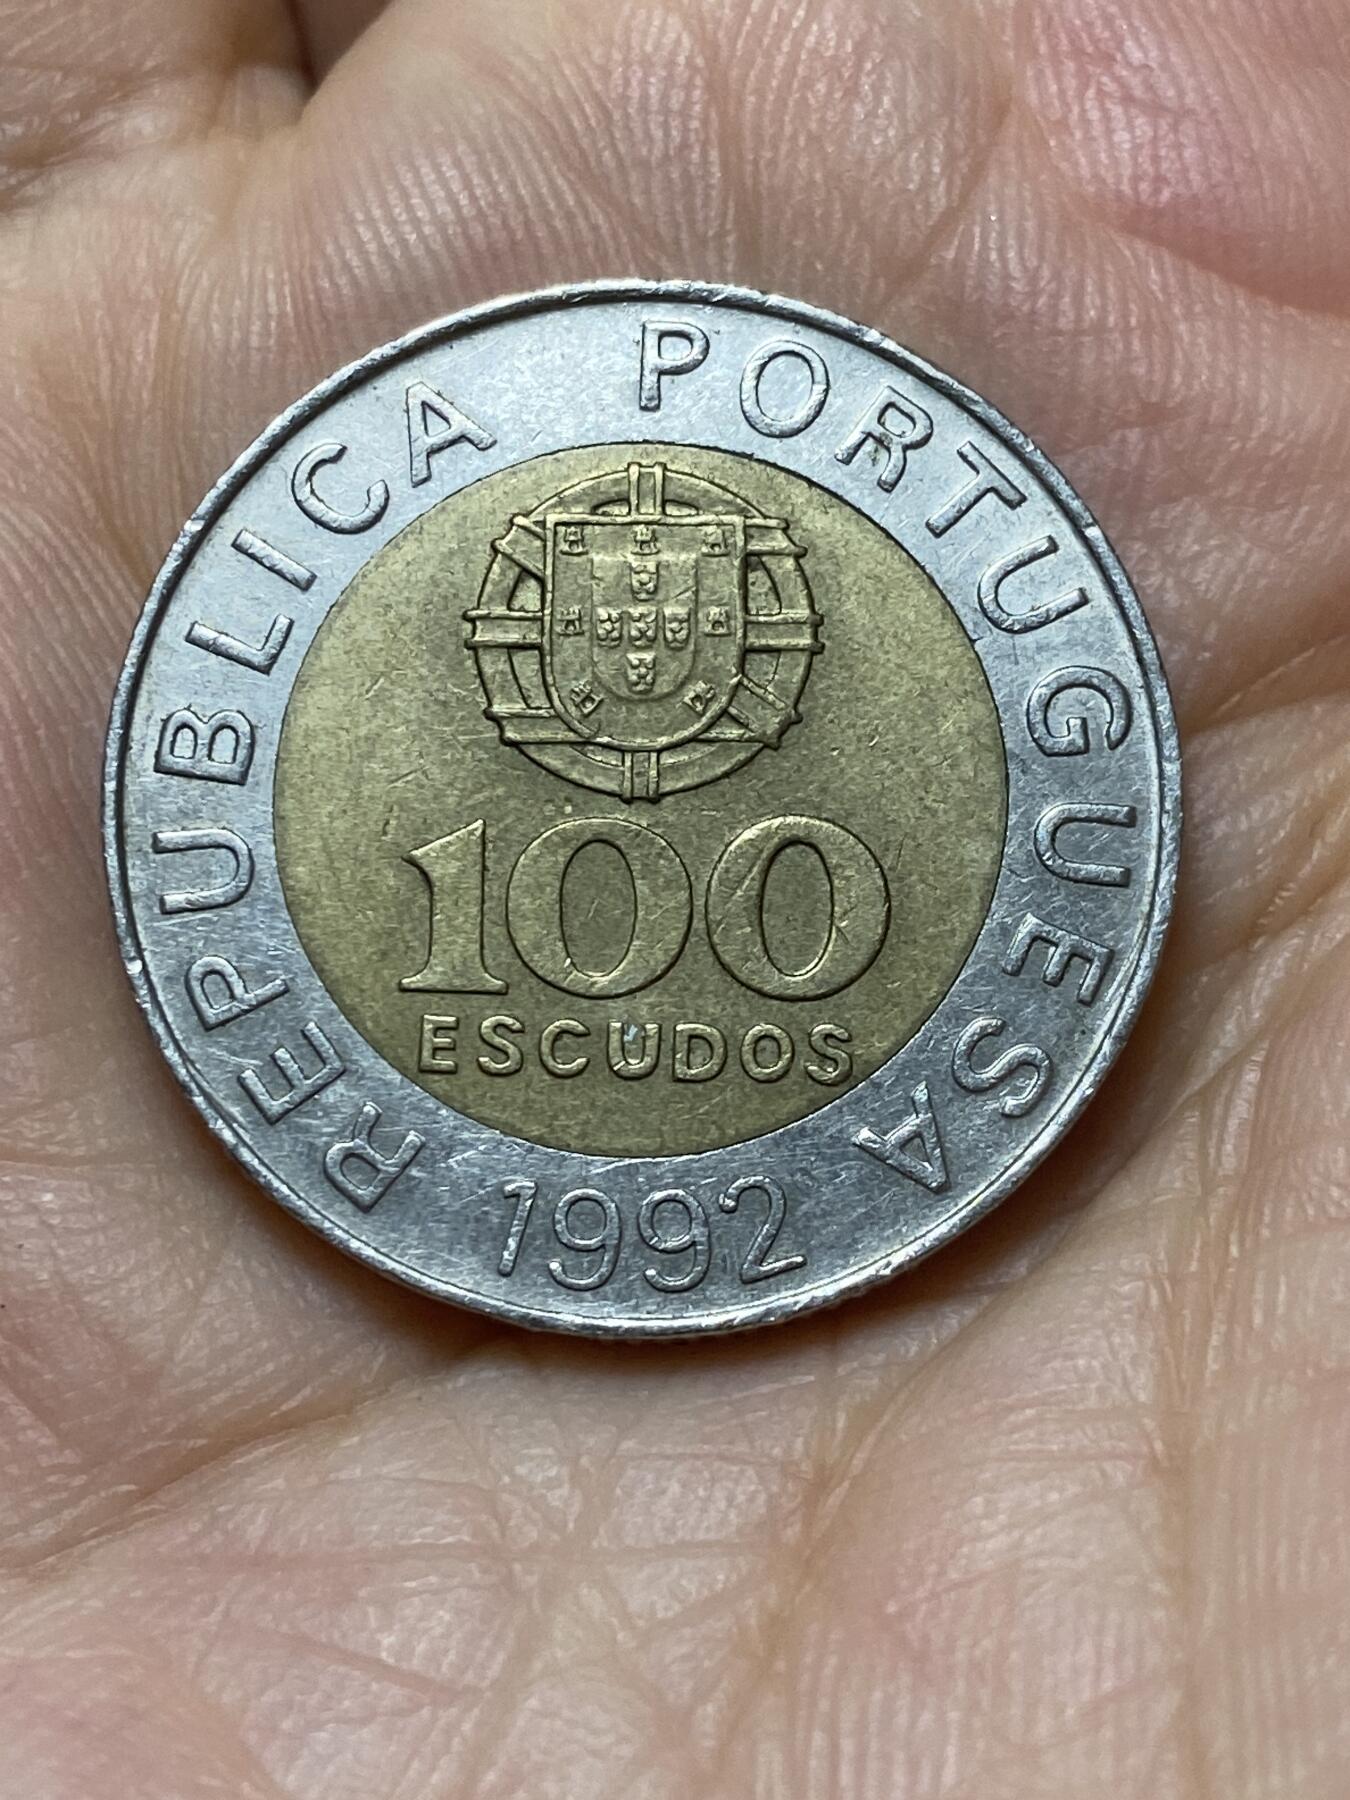 REPUBLICA PORTUGUESA
100
ESCUDOS
1992